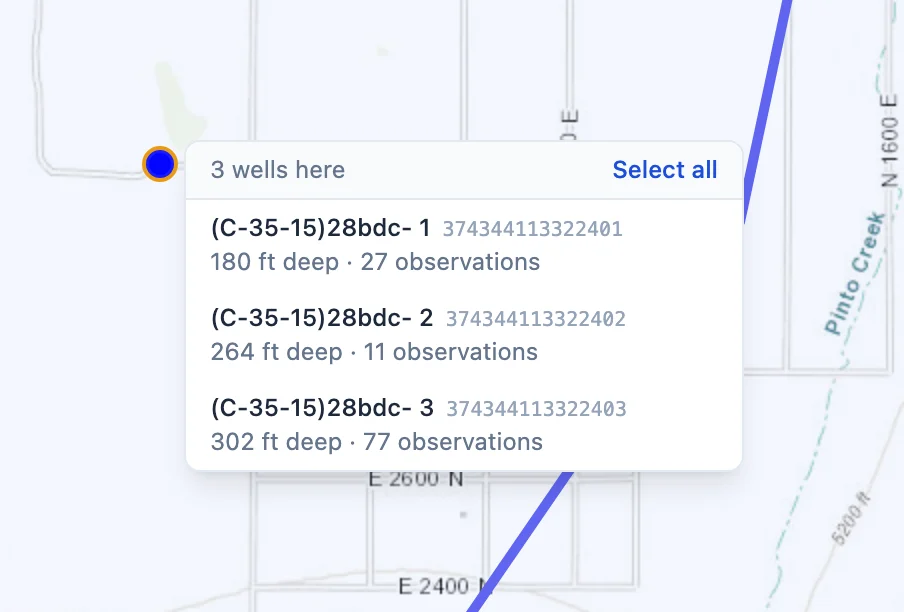 3 wells here
Select all
(C-35-15)28bdc- 1 374344113322401
180 ft deep · 27 observations
(C-35-15)28bdc- 2 374344113322402
264 ft deep · 11 observations
(C-35-15)28bdc- 3 374344113322403
302 ft deep · 77 observations
N 1600 E
Pinto Creek
E 2600 N
E 2400 N
5200 ft